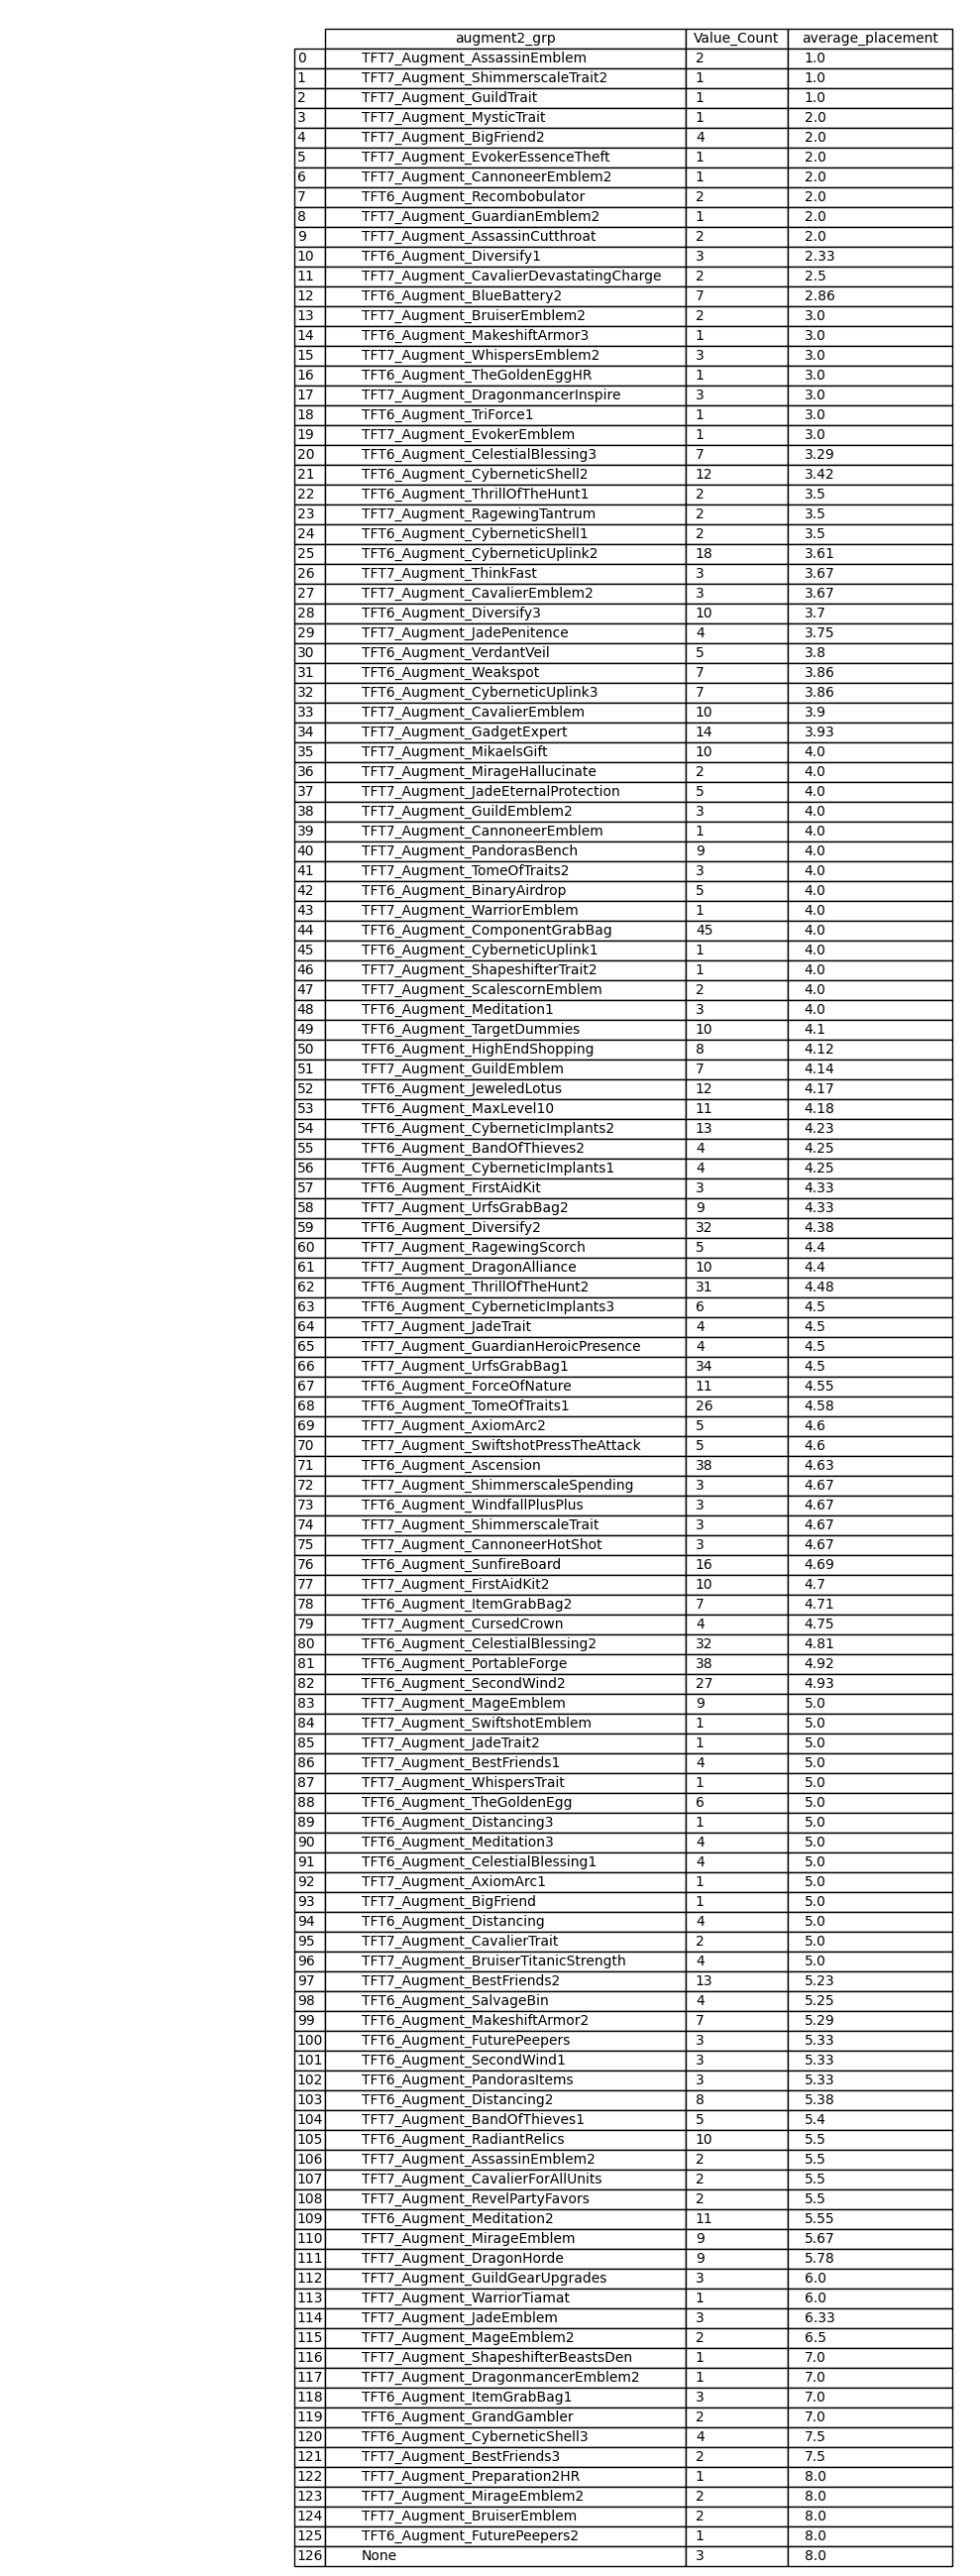 augment2_grp Value_Count average_placement
0 TFT7_Augment_AssassinEmblem 2 1.0
1 TFT7_Augment_ShimmerscaleTrait2 1 1.0
2 TFT7_Augment_GuildTrait 1 1.0
3 TFT7_Augment_MysticTrait 1 2.0
4 TFT7_Augment_BigFriend2 4 2.0
5 TFT7_Augment_EvokerEssenceTheft 1 2.0
6 TFT7_Augment_CannoneerEmblem2 1 2.0
7 TFT6_Augment_Recombobulator 2 2.0
8 TFT7_Augment_GuardianEmblem2 1 2.0
9 TFT7_Augment_AssassinCutthroat 2 2.0
10 TFT6_Augment_Diversify1 3 2.33
11 TFT7_Augment_CavalierDevastatingCharge 2 2.5
12 TFT6_Augment_BlueBattery2 7 2.86
13 TFT7_Augment_BruiserEmblem2 2 3.0
14 TFT6_Augment_MakeshiftArmor3 1 3.0
15 TFT7_Augment_WhispersEmblem2 3 3.0
16 TFT6_Augment_TheGoldenEggHR 1 3.0
17 TFT7_Augment_DragonmancerInspire 3 3.0
18 TFT6_Augment_TriForce1 1 3.0
19 TFT7_Augment_EvokerEmblem 1 3.0
20 TFT6_Augment_CelestialBlessing3 7 3.29
21 TFT6_Augment_CyberneticShell2 12 3.42
22 TFT6_Augment_ThrillOfTheHunt1 2 3.5
23 TFT7_Augment_RagewingTantrum 2 3.5
24 TFT6_Augment_CyberneticShell1 2 3.5
25 TFT6_Augment_CyberneticUplink2 18 3.61
26 TFT7_Augment_ThinkFast 3 3.67
27 TFT7_Augment_CavalierEmblem2 3 3.67
28 TFT6_Augment_Diversify3 10 3.7
29 TFT7_Augment_JadePenitence 4 3.75
30 TFT6_Augment_VerdantVeil 5 3.8
31 TFT6_Augment_Weakspot 7 3.86
32 TFT6_Augment_CyberneticUplink3 7 3.86
33 TFT7_Augment_CavalierEmblem 10 3.9
34 TFT7_Augment_GadgetExpert 14 3.93
35 TFT7_Augment_MikaelsGift 10 4.0
36 TFT7_Augment_MirageHallucinate 2 4.0
37 TFT7_Augment_JadeEternalProtection 5 4.0
38 TFT7_Augment_GuildEmblem2 3 4.0
39 TFT7_Augment_CannoneerEmblem 1 4.0
40 TFT7_Augment_PandorasBench 9 4.0
41 TFT7_Augment_TomeOfTraits2 3 4.0
42 TFT6_Augment_BinaryAirdrop 5 4.0
43 TFT7_Augment_WarriorEmblem 1 4.0
44 TFT6_Augment_ComponentGrabBag 45 4.0
45 TFT6_Augment_CyberneticUplink1 1 4.0
46 TFT7_Augment_ShapeshifterTrait2 1 4.0
47 TFT7_Augment_ScalescornEmblem 2 4.0
48 TFT6_Augment_Meditation1 3 4.0
49 TFT6_Augment_TargetDummies 10 4.1
50 TFT6_Augment_HighEndShopping 8 4.12
51 TFT7_Augment_GuildEmblem 7 4.14
52 TFT6_Augment_JeweledLotus 12 4.17
53 TFT6_Augment_MaxLevel10 11 4.18
54 TFT6_Augment_CyberneticImplants2 13 4.23
55 TFT6_Augment_BandOfThieves2 4 4.25
56 TFT6_Augment_CyberneticImplants1 4 4.25
57 TFT6_Augment_FirstAidKit 3 4.33
58 TFT7_Augment_UrfsGrabBag2 9 4.33
59 TFT6_Augment_Diversify2 32 4.38
60 TFT7_Augment_RagewingScorch 5 4.4
61 TFT7_Augment_DragonAlliance 10 4.4
62 TFT6_Augment_ThrillOfTheHunt2 31 4.48
63 TFT6_Augment_CyberneticImplants3 6 4.5
64 TFT7_Augment_JadeTrait 4 4.5
65 TFT7_Augment_GuardianHeroicPresence 4 4.5
66 TFT7_Augment_UrfsGrabBag1 34 4.5
67 TFT6_Augment_ForceOfNature 11 4.55
68 TFT6_Augment_TomeOfTraits1 26 4.58
69 TFT7_Augment_AxiomArc2 5 4.6
70 TFT7_Augment_SwiftshotPressTheAttack 5 4.6
71 TFT6_Augment_Ascension 38 4.63
72 TFT7_Augment_ShimmerscaleSpending 3 4.67
73 TFT6_Augment_WindfallPlusPlus 3 4.67
74 TFT7_Augment_ShimmerscaleTrait 3 4.67
75 TFT7_Augment_CannoneerHotShot 3 4.67
76 TFT6_Augment_SunfireBoard 16 4.69
77 TFT7_Augment_FirstAidKit2 10 4.7
78 TFT6_Augment_ItemGrabBag2 7 4.71
79 TFT7_Augment_CursedCrown 4 4.75
80 TFT6_Augment_CelestialBlessing2 32 4.81
81 TFT6_Augment_PortableForge 38 4.92
82 TFT6_Augment_SecondWind2 27 4.93
83 TFT7_Augment_MageEmblem 9 5.0
84 TFT7_Augment_SwiftshotEmblem 1 5.0
85 TFT7_Augment_JadeTrait2 1 5.0
86 TFT7_Augment_BestFriends1 4 5.0
87 TFT7_Augment_WhispersTrait 1 5.0
88 TFT6_Augment_TheGoldenEgg 6 5.0
89 TFT6_Augment_Distancing3 1 5.0
90 TFT6_Augment_Meditation3 4 5.0
91 TFT6_Augment_CelestialBlessing1 4 5.0
92 TFT7_Augment_AxiomArc1 1 5.0
93 TFT7_Augment_BigFriend 1 5.0
94 TFT6_Augment_Distancing 4 5.0
95 TFT7_Augment_CavalierTrait 2 5.0
96 TFT7_Augment_BruiserTitanicStrength 4 5.0
97 TFT7_Augment_BestFriends2 13 5.23
98 TFT6_Augment_SalvageBin 4 5.25
99 TFT6_Augment_MakeshiftArmor2 7 5.29
100 TFT6_Augment_FuturePeepers 3 5.33
101 TFT6_Augment_SecondWind1 3 5.33
102 TFT6_Augment_PandorasItems 3 5.33
103 TFT6_Augment_Distancing2 8 5.38
104 TFT7_Augment_BandOfThieves1 5 5.4
105 TFT6_Augment_RadiantRelics 10 5.5
106 TFT7_Augment_AssassinEmblem2 2 5.5
107 TFT7_Augment_CavalierForAllUnits 2 5.5
108 TFT7_Augment_RevelPartyFavors 2 5.5
109 TFT6_Augment_Meditation2 11 5.55
110 TFT7_Augment_MirageEmblem 9 5.67
111 TFT7_Augment_DragonHorde 9 5.78
112 TFT7_Augment_GuildGearUpgrades 3 6.0
113 TFT7_Augment_WarriorTiamat 1 6.0
114 TFT7_Augment_JadeEmblem 3 6.33
115 TFT7_Augment_MageEmblem2 2 6.5
116 TFT7_Augment_ShapeshifterBeastsDen 1 7.0
117 TFT7_Augment_DragonmancerEmblem2 1 7.0
118 TFT6_Augment_ItemGrabBag1 3 7.0
119 TFT6_Augment_GrandGambler 2 7.0
120 TFT6_Augment_CyberneticShell3 4 7.5
121 TFT7_Augment_BestFriends3 2 7.5
122 TFT7_Augment_Preparation2HR 1 8.0
123 TFT7_Augment_MirageEmblem2 2 8.0
124 TFT7_Augment_BruiserEmblem 2 8.0
125 TFT6_Augment_FuturePeepers2 1 8.0
126 None 3 8.0